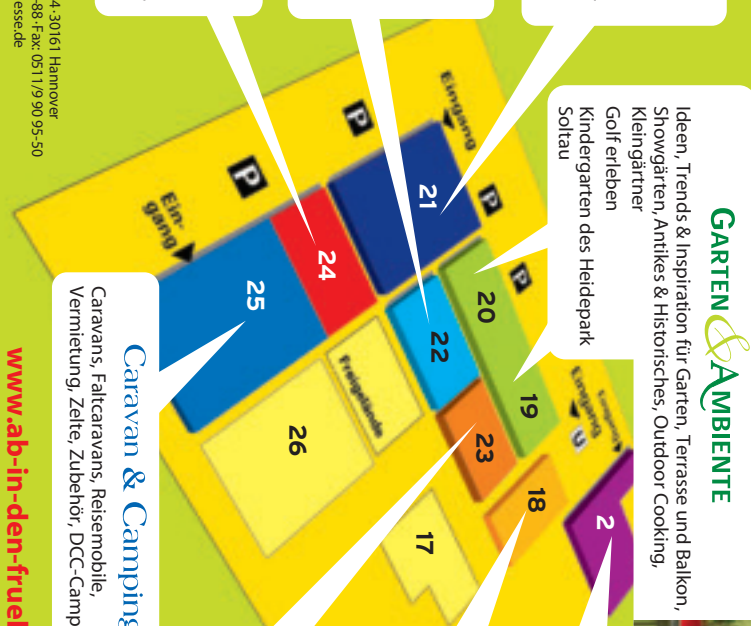 GARTEN & AMBIENTE
Ideen, Trends & Inspiration für Garten, Terrasse und Balkon,
Showgärten, Antikes & Historisches, Outdoor Cooking,
Kleingärtner
Golf erleben
Kindergarten des Heidepark
Soltau
Eingang
P
P
P
P
21
24
25
20
19
22
23
18
2
Eingang
U
Freigelände
26
17
Ein-
gang
Caravan & Camping
Caravans, Faltcaravans, Reisemobile,
Vermietung, Zelte, Zubehör, DCC-Camp
4·30161 Hannover
-88·Fax: 0511/9 90 95-50
esse.de
www.ab-in-den-frue